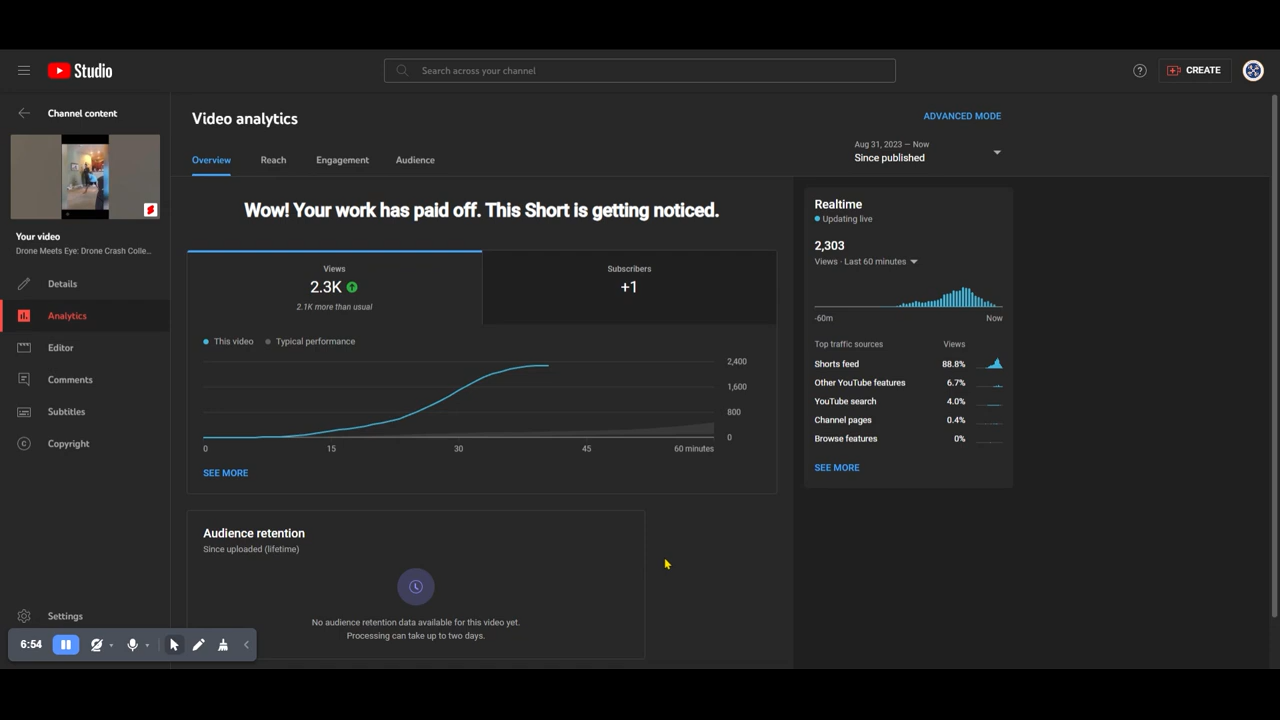 Studio
Search across your channel
CREATE
Channel content
Your video
Drone Meets Eye: Drone Crash Colle...
Details
Analytics
Editor
Comments
Subtitles
Copyright
Settings
6:54
Video analytics
ADVANCED MODE
Overview
Reach
Engagement
Audience
Aug 31, 2023 – Now
Since published
Wow! Your work has paid off. This Short is getting noticed.
Views
2.3K
2.1K more than usual
Subscribers
+1
This video
Typical performance
2,400
1,600
800
0
0 15 30 45 60 minutes
SEE MORE
Audience retention
Since uploaded (lifetime)
No audience retention data available for this video yet.
Processing can take up to two days.
Realtime
Updating live
2,303
Views · Last 60 minutes
-60m Now
Top traffic sources Views
Shorts feed 88.8%
Other YouTube features 6.7%
YouTube search 4.0%
Channel pages 0.4%
Browse features 0%
SEE MORE